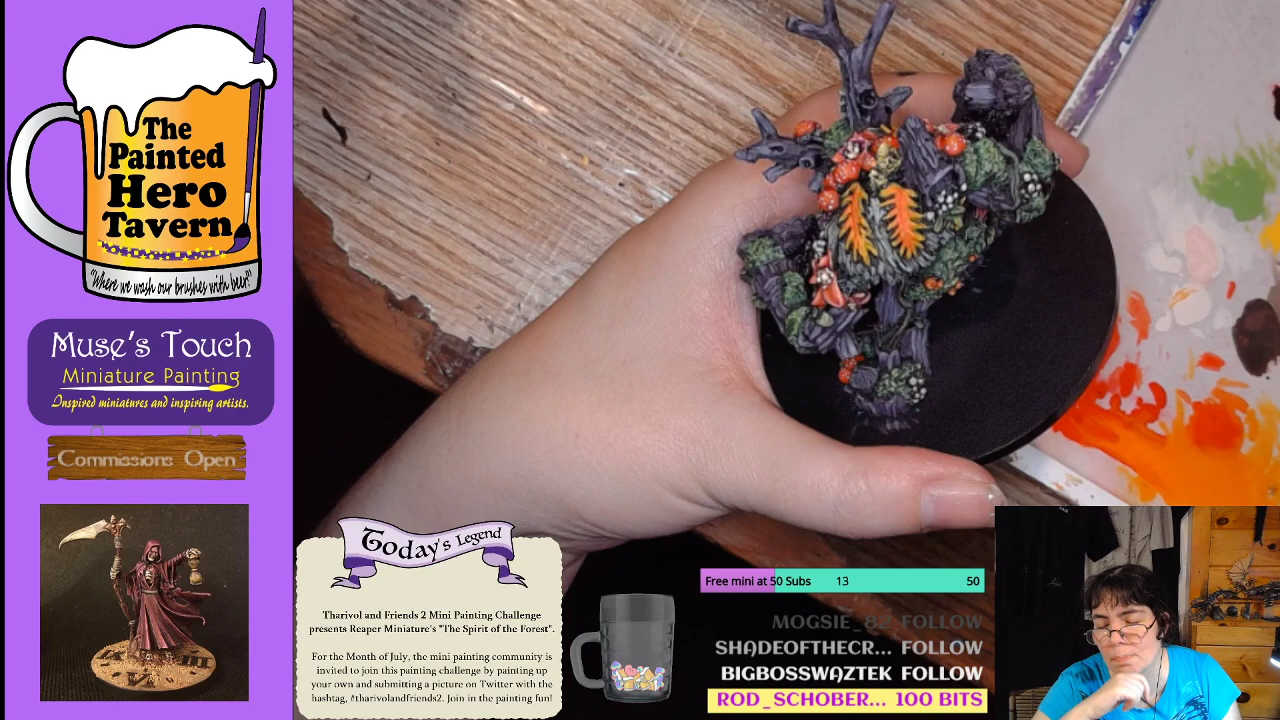 The
Painted
Hero
Tavern
"Where we wash our brushes with beer!"
Muse's Touch
Miniature Painting
Inspired miniatures and inspiring artists.
Commissions Open
Today's Legend
Tharivol and Friends 2 Mini Painting Challenge
presents Reaper Miniature's "The Spirit of the Forest".
For the Month of July, the mini painting community is
invited to join this painting challenge by painting up
your own and submitting a picture on Twitter with the
hashtag, #tharivolandfriends2. Join in the painting fun!
Free mini at 50 Subs 13 50
MOGSIE_82 FOLLOW
SHADEOFTHECR... FOLLOW
BIGBOSSWAZTEK FOLLOW
ROD_SCHOBER... 100 BITS